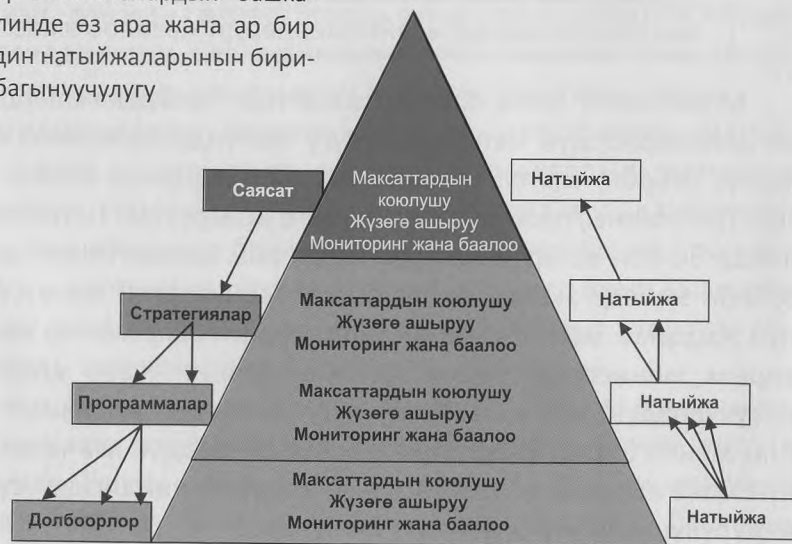 линде өз ара жана ар бир
дин натыйжаларынын бири-
багынуучулугу
Саясат
Максаттардын
коюлушу
Жүзөгө ашыруу
Мониторинг жана баалоо
Натыйжа
Стратегиялар
Максаттардын коюлушу
Жүзөгө ашыруу
Мониторинг жана баалоо
Натыйжа
Программалар
Максаттардын коюлушу
Жүзөгө ашыруу
Мониторинг жана баалоо
Натыйжа
Долбоорлор
Максаттардын коюлушу
Жүзөгө ашыруу
Мониторинг жана баалоо
Натыйжа